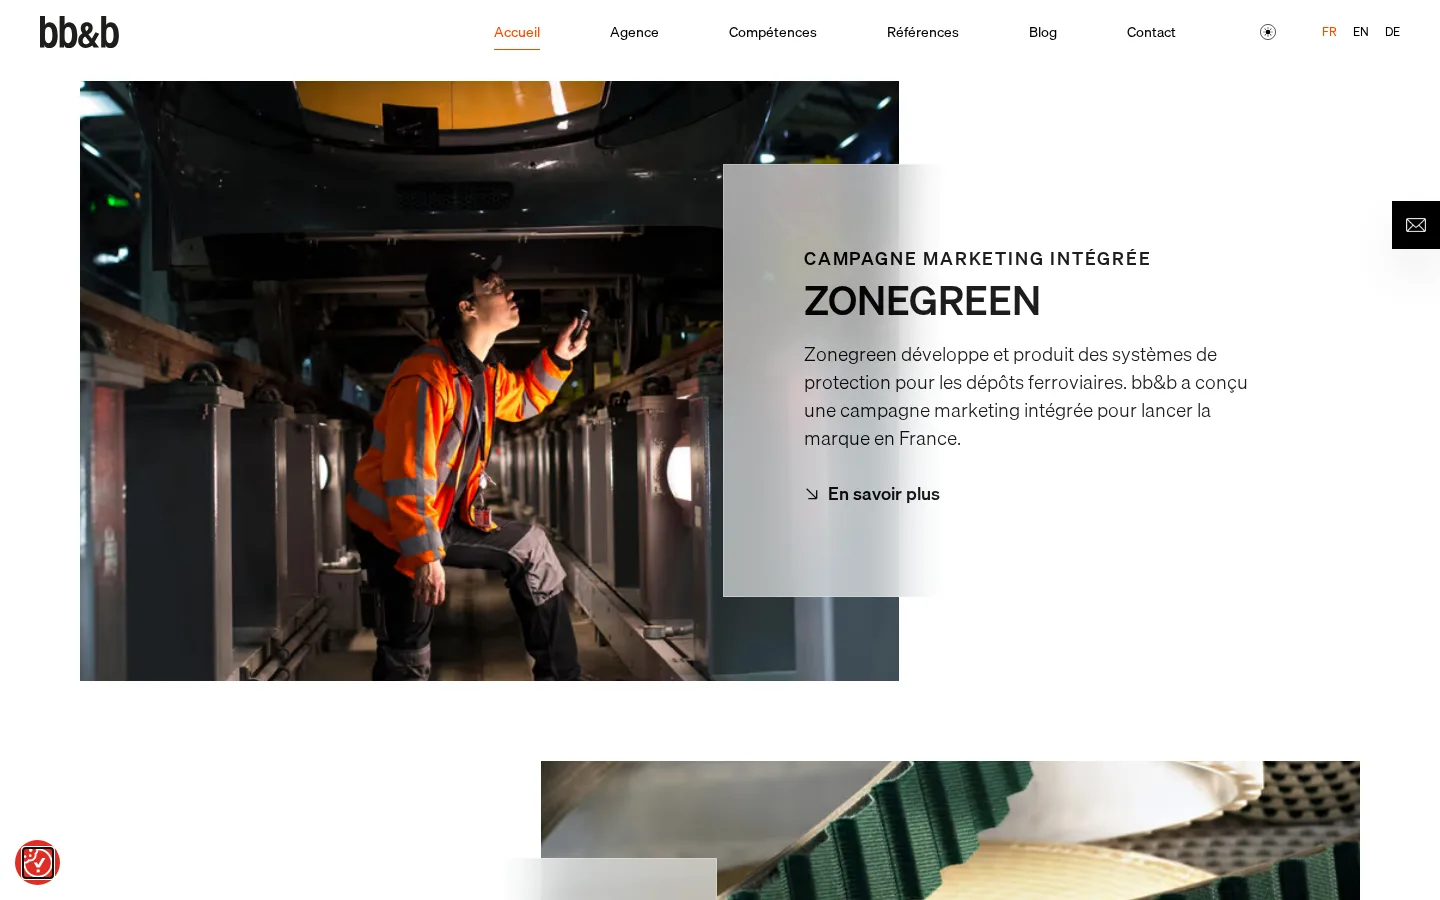 bb&b
Accueil
Agence
Compétences
Références
Blog
Contact
FR
EN
DE
CAMPAGNE MARKETING INTÉGRÉE
ZONEGREEN
Zonegreen développe et produit des systèmes de
protection pour les dépôts ferroviaires. bb&b a conçu
une campagne marketing intégrée pour lancer la
marque en France.
En savoir plus